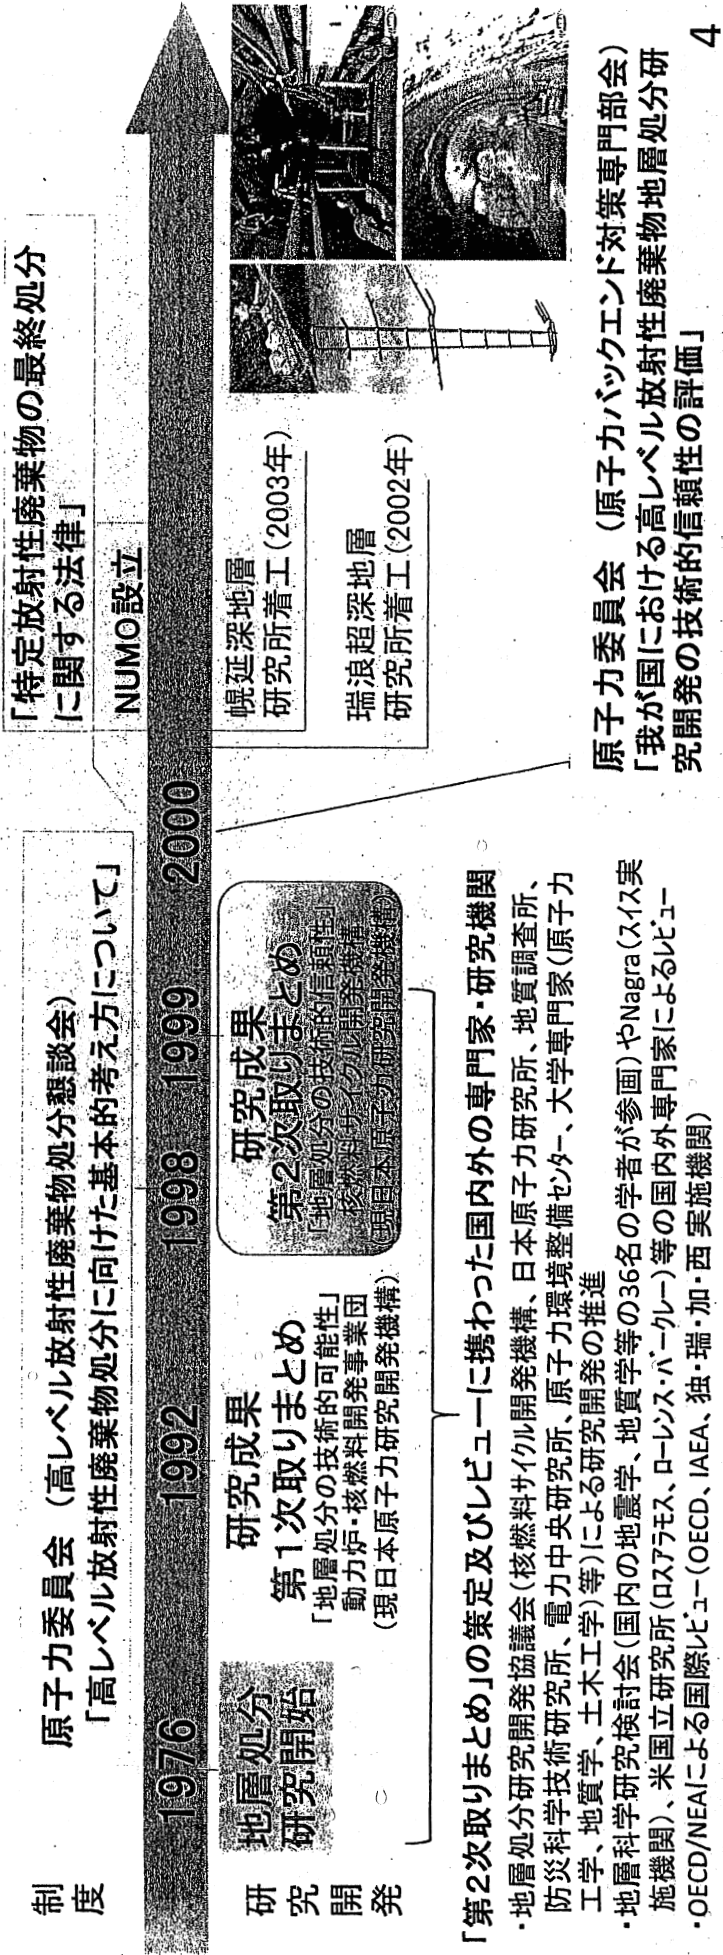 制度
原子力委員会（高レベル放射性廃棄物処分懇談会）
「高レベル放射性廃棄物処分に向けた基本的考え方について」
「特定放射性廃棄物の最終処分
に関する法律」
NUMO設立
1976 1992 1998 1999 2000
研究開発
地層処分
研究開始
研究成果
第1次取りまとめ
「地層処分の技術的可能性」
動力炉・核燃料開発事業団
（現日本原子力研究開発機構）
研究成果
第2次取りまとめ
「地層処分の技術的信頼性」
核燃料サイクル開発機構
（現日本原子力研究開発機構）
幌延深地層
研究所着工（2003年）
瑞浪超深地層
研究所着工（2002年）
「第2次取りまとめ」の策定及びレビューに携わった国内外の専門家・研究機関
・地層処分研究開発協議会（核燃料サイクル開発機構、日本原子力研究所、地質調査所、
防災科学技術研究所、電力中央研究所、原子力環境整備センター、大学専門家（原子力
工学、地質学、土木工学）等）による研究開発の推進
・地層科学研究検討会（国内の地震学、地質学等の36名の学者が参画）やNagra（スイス実
施機関）、米国立研究所（ロスアラモス、ローレンス・バークレー）等の国内外専門家によるレビュー
・OECD/NEAによる国際レビュー（OECD、IAEA、独・瑞・加・西 実施機関）
原子力委員会（原子力バックエンド対策専門部会）
「我が国における高レベル放射性廃棄物地層処分研
究開発の技術的信頼性の評価」
4